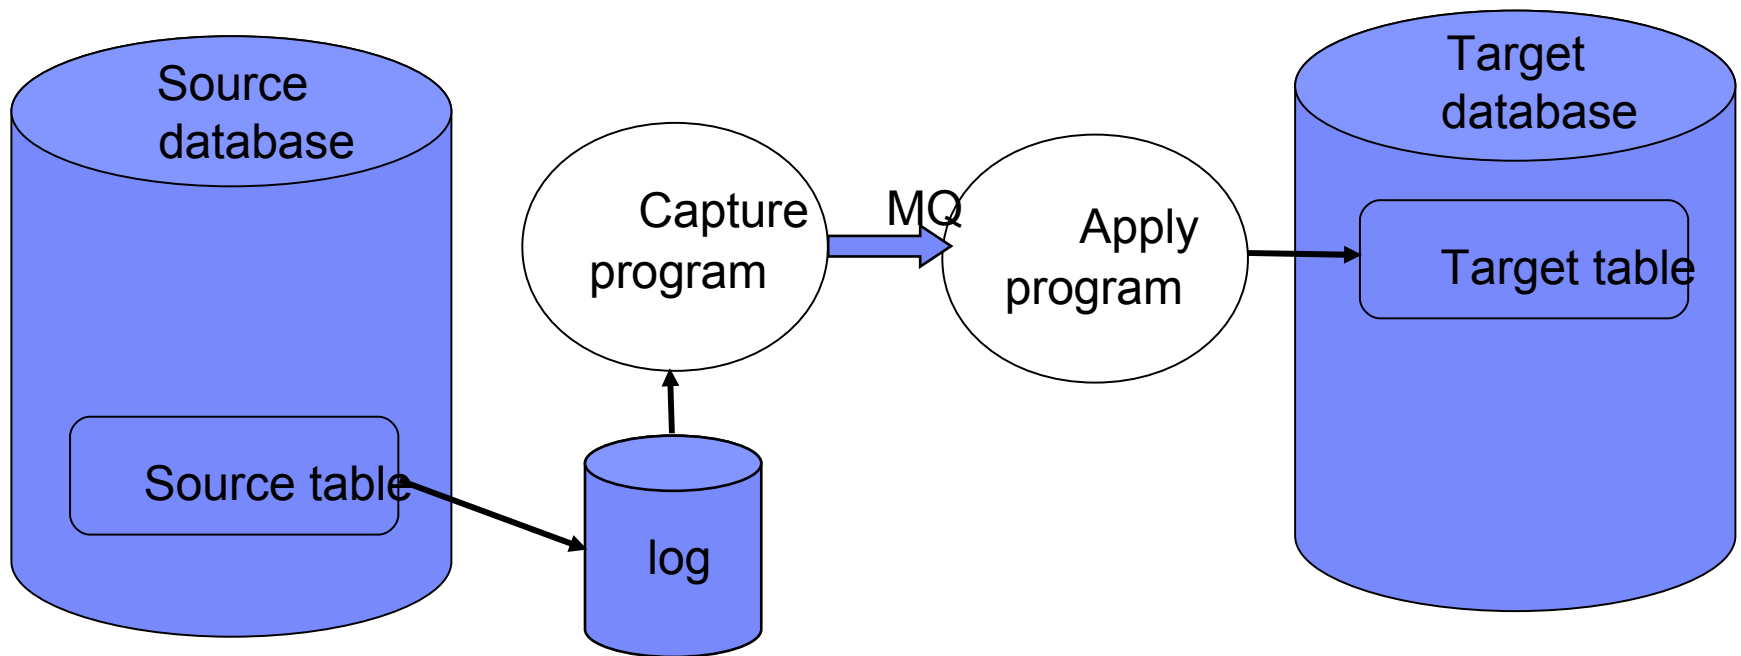 Source
database
Capture
program
MQ
Apply
program
Target
database
Target table
Source table
log